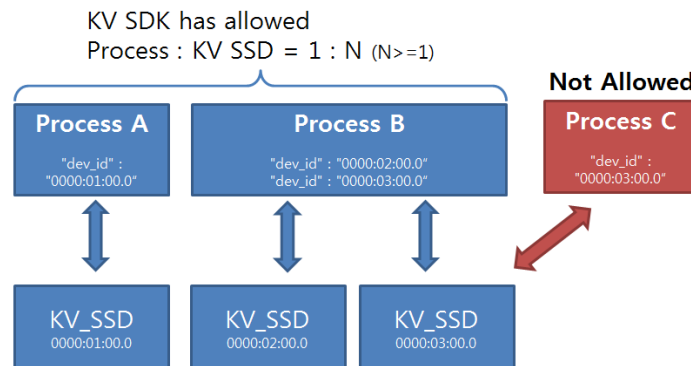 KV SDK has allowed
Process : KV SSD = 1 : N (N>=1)
Not Allowed
Process A
"dev_id" :
"0000:01:00.0“
Process B
"dev_id" : "0000:02:00.0“
"dev_id" : "0000:03:00.0“
Process C
"dev_id" :
"0000:03:00.0“
KV_SSD
0000:01:00.0
KV_SSD
0000:02:00.0
KV_SSD
0000:03:00.0